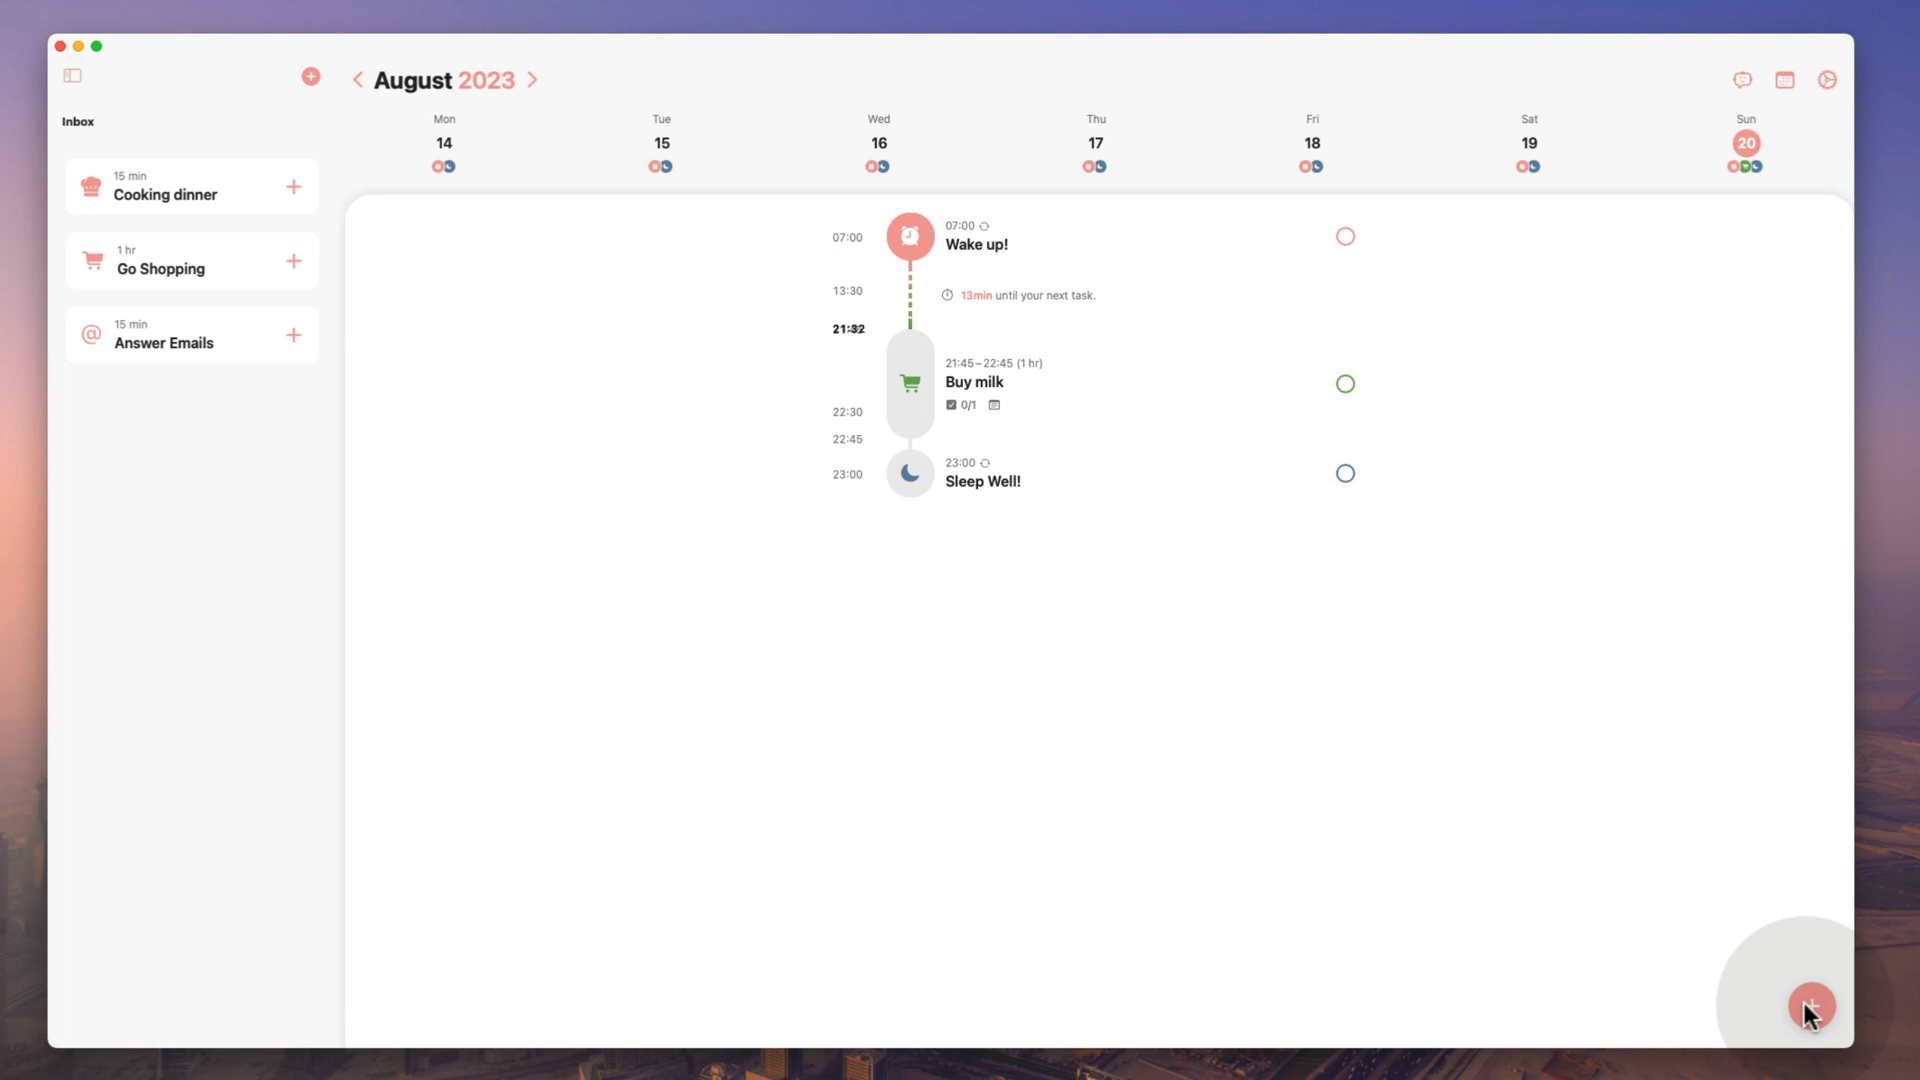 August 2023
Inbox
Mon
14
Tue
15
Wed
16
Thu
17
Fri
18
Sat
19
Sun
20
15 min
Cooking dinner
1 hr
Go Shopping
15 min
Answer Emails
07:00
07:00
Wake up!
13:30
13min until your next task.
21:32
21:45–22:45 (1 hr)
Buy milk
0/1
22:30
22:45
23:00
23:00
Sleep Well!